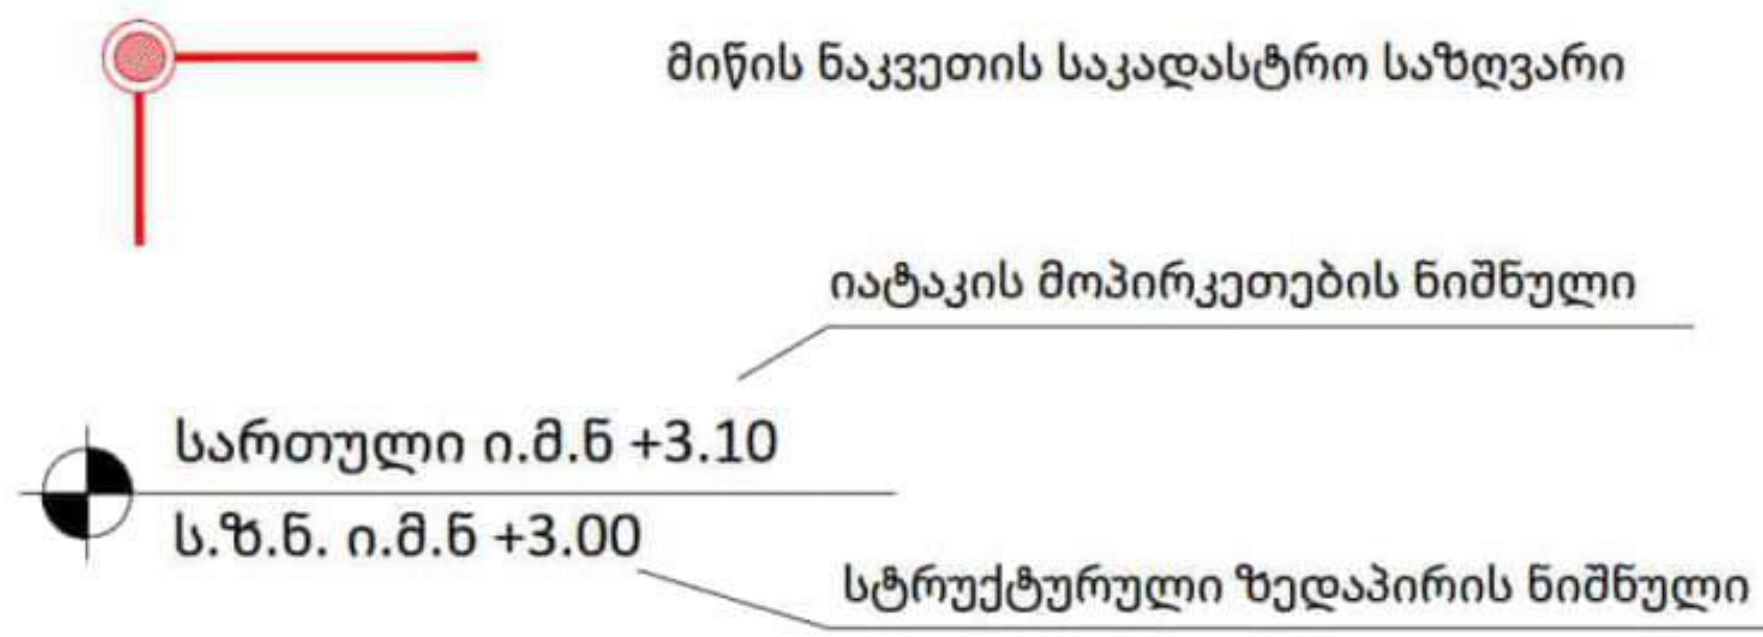 მიწის ნაკვეთის საკადასტრო საზღვარი
იატაკის მოპირკეთების ნიშნული
სართული ი.მ.ნ +3.10
ს.ზ.ნ. ი.მ.ნ +3.00
სტრუქტურული ზედაპირის ნიშნული